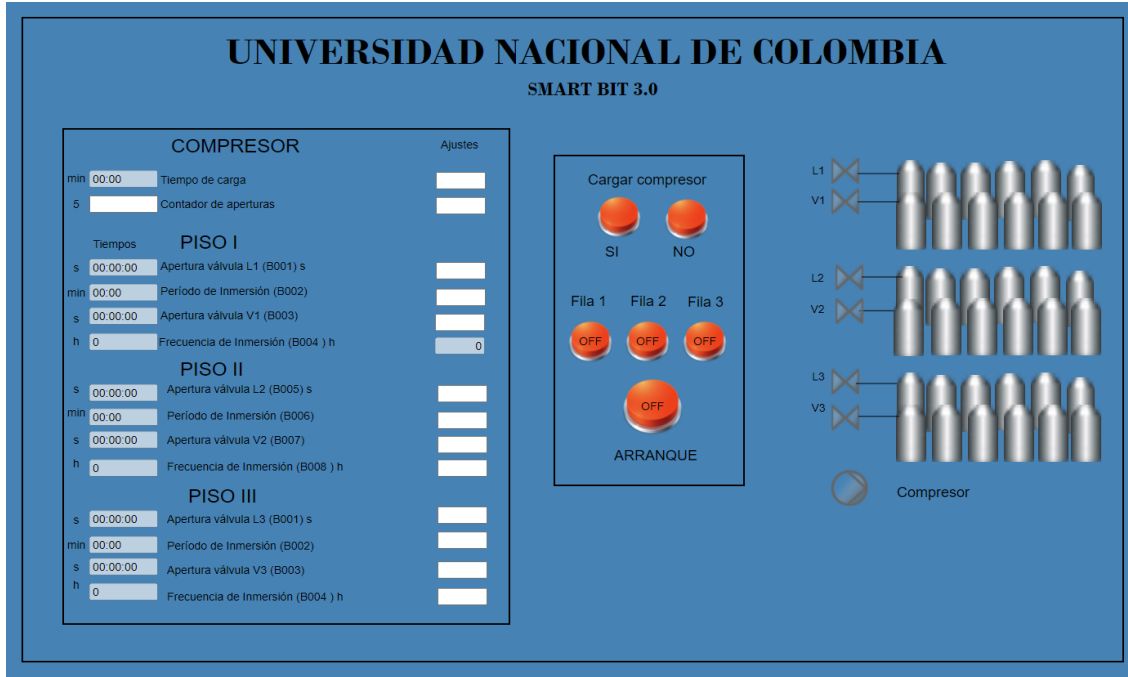 UNIVERSIDAD NACIONAL DE COLOMBIA
SMART BIT 3.0
COMPRESOR Ajustes
min 00:00 Tiempo de carga
5 Contador de aperturas
Tiempos PISO I
s 00:00:00 Apertura válvula L1 (B001) s
min 00:00 Período de Inmersión (B002)
s 00:00:00 Apertura válvula V1 (B003)
h 0 Frecuencia de Inmersión (B004 ) h 0
PISO II
s 00:00:00 Apertura válvula L2 (B005) s
min 00:00 Período de Inmersión (B006)
s 00:00:00 Apertura válvula V2 (B007)
h 0 Frecuencia de Inmersión (B008 ) h
PISO III
s 00:00:00 Apertura válvula L3 (B001) s
min 00:00 Período de Inmersión (B002)
s 00:00:00 Apertura válvula V3 (B003)
h 0 Frecuencia de Inmersión (B004 ) h
Cargar compresor
SI NO
Fila 1 Fila 2 Fila 3
OFF OFF OFF
OFF
ARRANQUE
L1
V1
L2
V2
L3
V3
Compresor